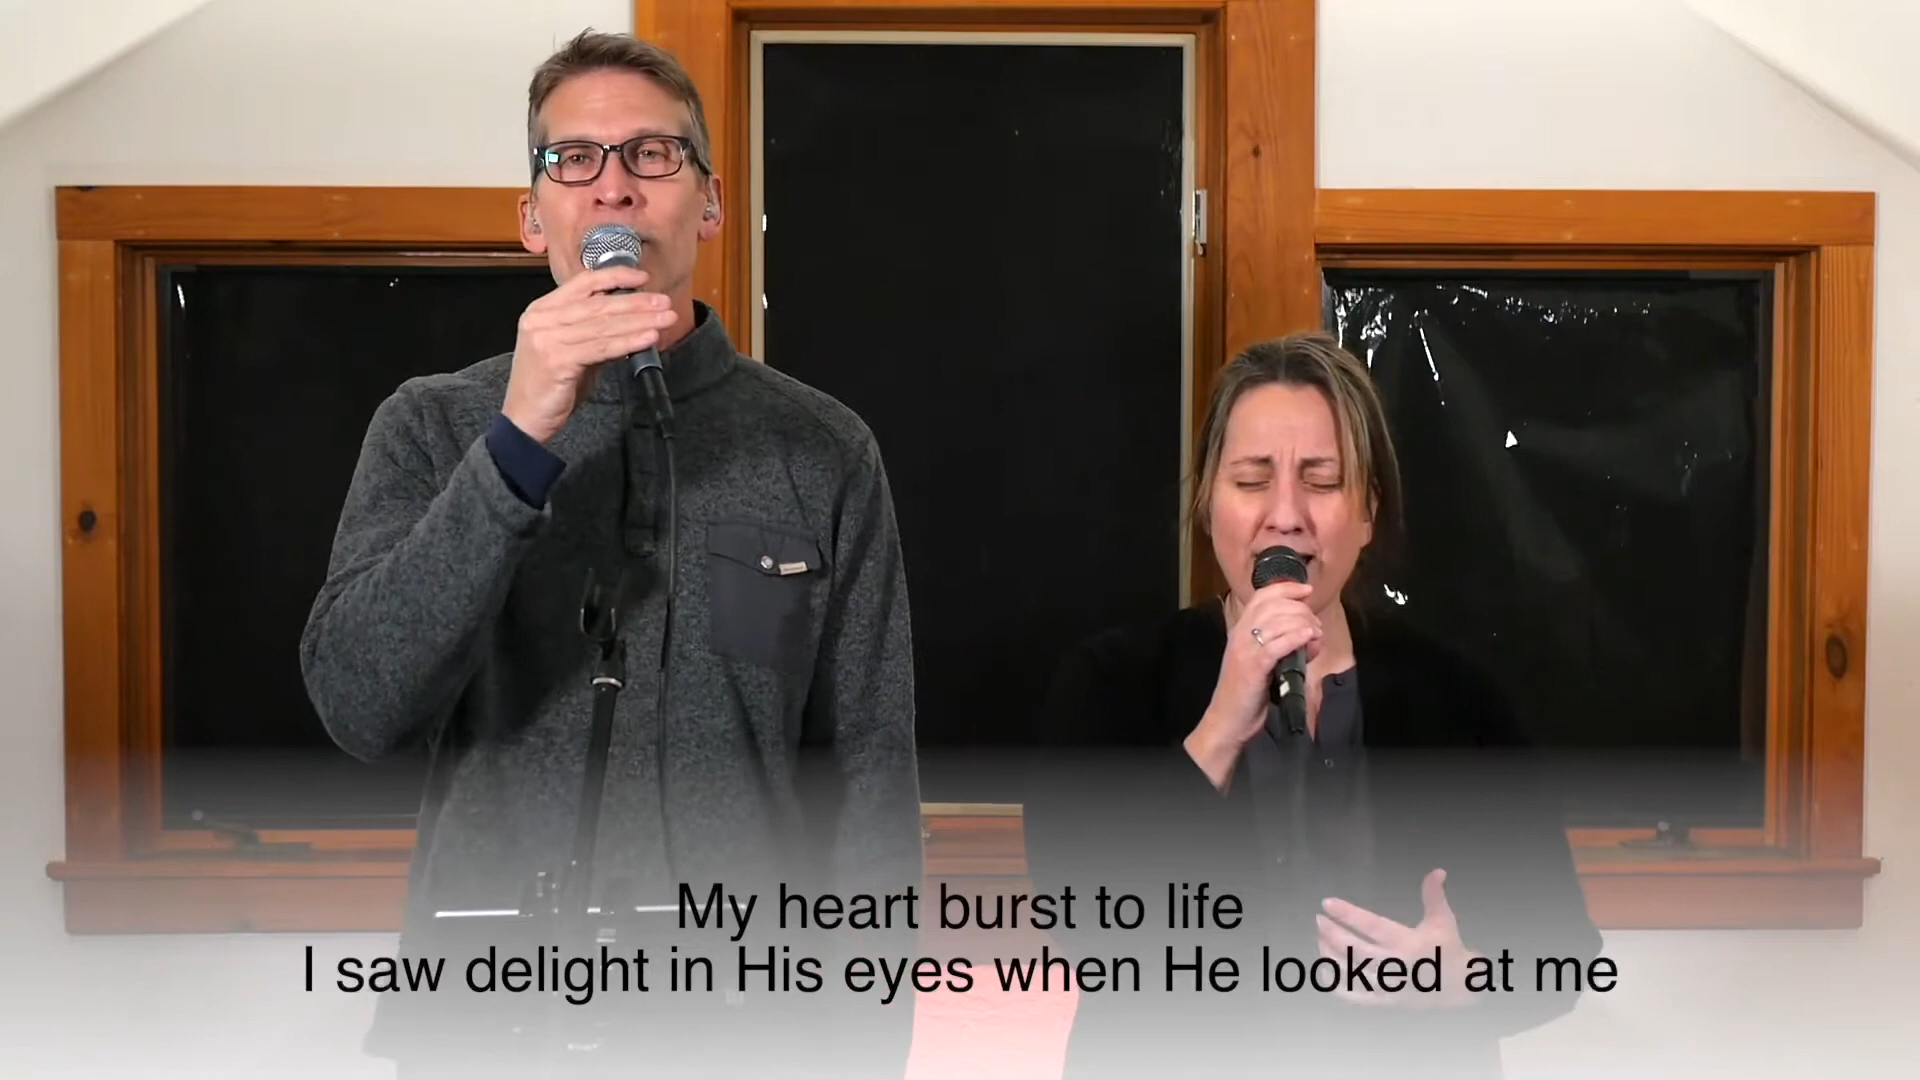 My heart burst to life
I saw delight in His eyes when He looked at me